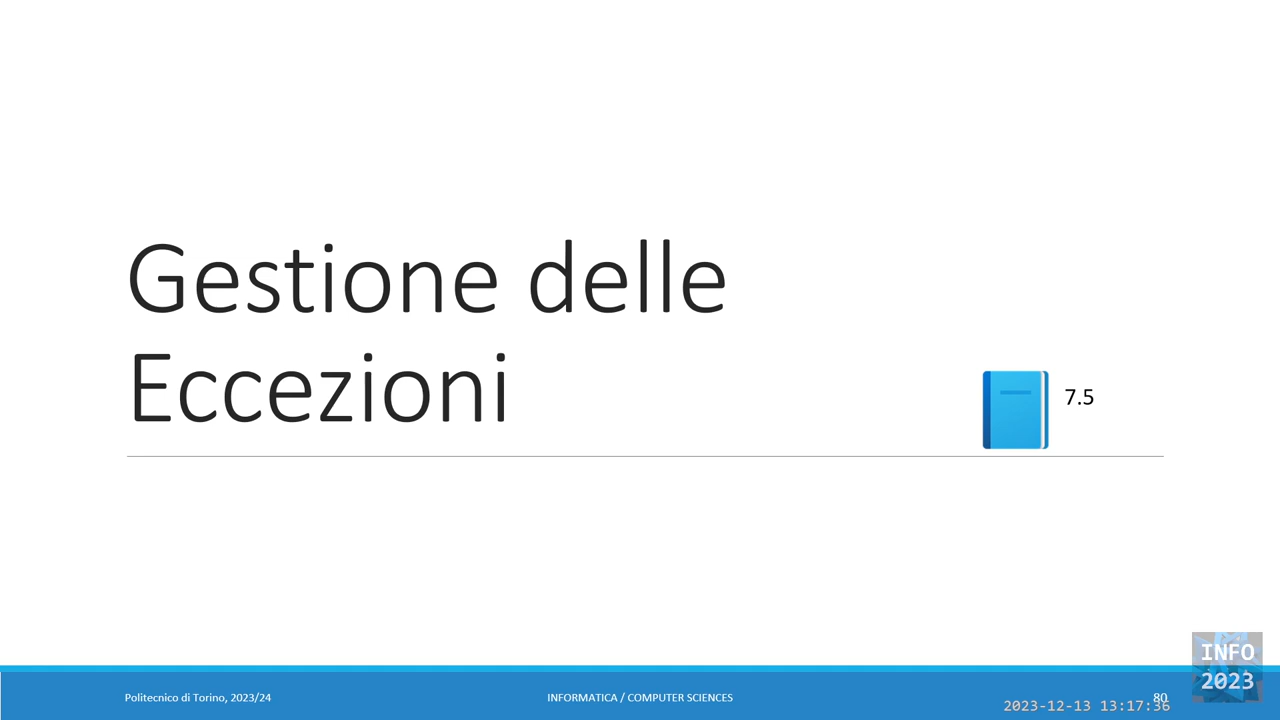 Gestione delle
Eccezioni
7.5
Politecnico di Torino, 2023/24
INFORMATICA / COMPUTER SCIENCES
80
2023-12-13 13:17:36
INFO
2023